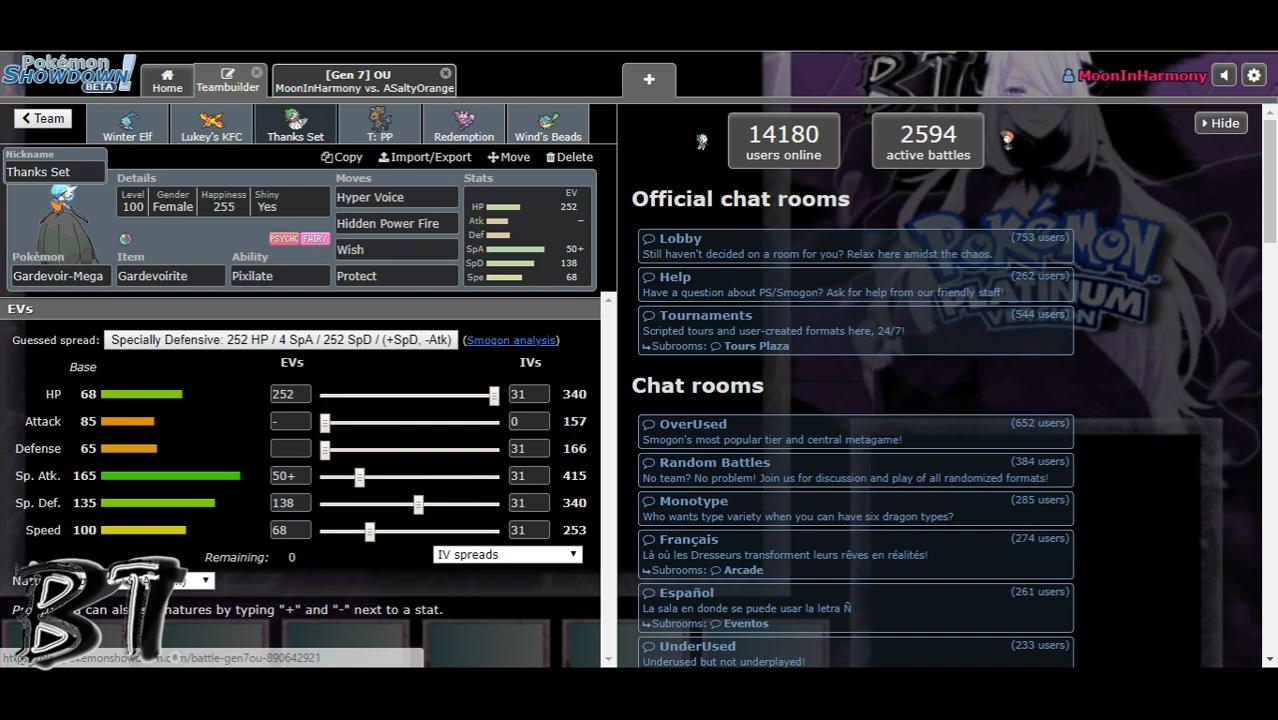 Pokémon
SHOWDOWN!
BETA
Home
Teambuilder
[Gen 7] OU
MoonInHarmony vs. ASaltyOrange
+
MoonInHarmony
BT
Team
Winter Elf
Lukey's KFC
Thanks Set
T: PP
Redemption
Wind's Beads
Nickname
Thanks Set
Copy
Import/Export
Move
Delete
Details
Level
100
Gender
Female
Happiness
255
Shiny
Yes
PSYCHC
FAIRY
Pokémon
Gardevoir-Mega
Item
Gardevoirite
Ability
Pixilate
Moves
Hyper Voice
Hidden Power Fire
Wish
Protect
Stats
EV
HP 252
Atk –
Def
SpA 50+
SpD 138
Spe 68
EVs
Guessed spread: Specially Defensive: 252 HP / 4 SpA / 252 SpD / (+SpD, -Atk) (Smogon analysis)
Base EVs IVs
HP 68 252 31 340
Attack 85 - 0 157
Defense 65 31 166
Sp. Atk. 165 50+ 31 415
Sp. Def. 135 138 31 340
Speed 100 68 31 253
Remaining: 0
IV spreads
can also natures by typing "+" and "-" next to a stat.
BT
pokemonshowdown.com/battle-gen7ou-890642921
14180
users online
2594
active battles
Hide
Official chat rooms
Lobby (753 users)
Still haven't decided on a room for you? Relax here amidst the chaos.
Help (262 users)
Have a question about PS/Smogon? Ask for help from our friendly staff!
Tournaments (544 users)
Scripted tours and user-created formats here, 24/7!
Subrooms: Tours Plaza
Pokémon
PLATINUM
VERSION
Chat rooms
OverUsed (652 users)
Smogon's most popular tier and central metagame!
Random Battles (384 users)
No team? No problem! Join us for discussion and play of all randomized formats!
Monotype (285 users)
Who wants type variety when you can have six dragon types?
Français (274 users)
Là où les Dresseurs transforment leurs rêves en réalités!
Subrooms: Arcade
Español (261 users)
La sala en donde se puede usar la letra Ñ
Subrooms: Eventos
UnderUsed (233 users)
Underused but not underplayed!